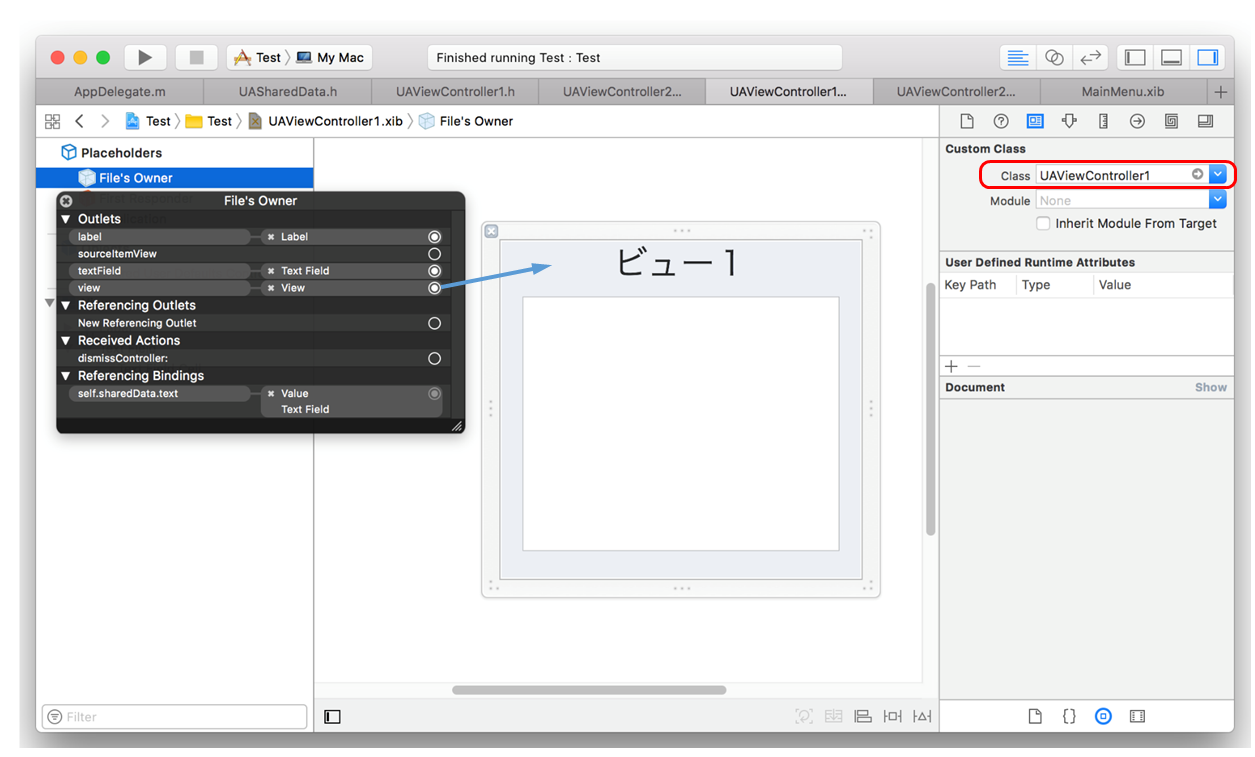 Test 〉 My Mac
Finished running Test : Test
AppDelegate.m
UASharedData.h
UAViewController1.h
UAViewController2...
UAViewController1...
UAViewController2...
MainMenu.xib
Test 〉 Test 〉 UAViewController1.xib 〉 File's Owner
Placeholders
File's Owner
File's Owner
Outlets
label Label
sourceItemView
textField Text Field
view View
Referencing Outlets
New Referencing Outlet
Received Actions
dismissController:
Referencing Bindings
self.sharedData.text Value
Text Field
Filter
ビュー1
Custom Class
Class UAViewController1
Module None
Inherit Module From Target
User Defined Runtime Attributes
Key Path Type Value
Document Show